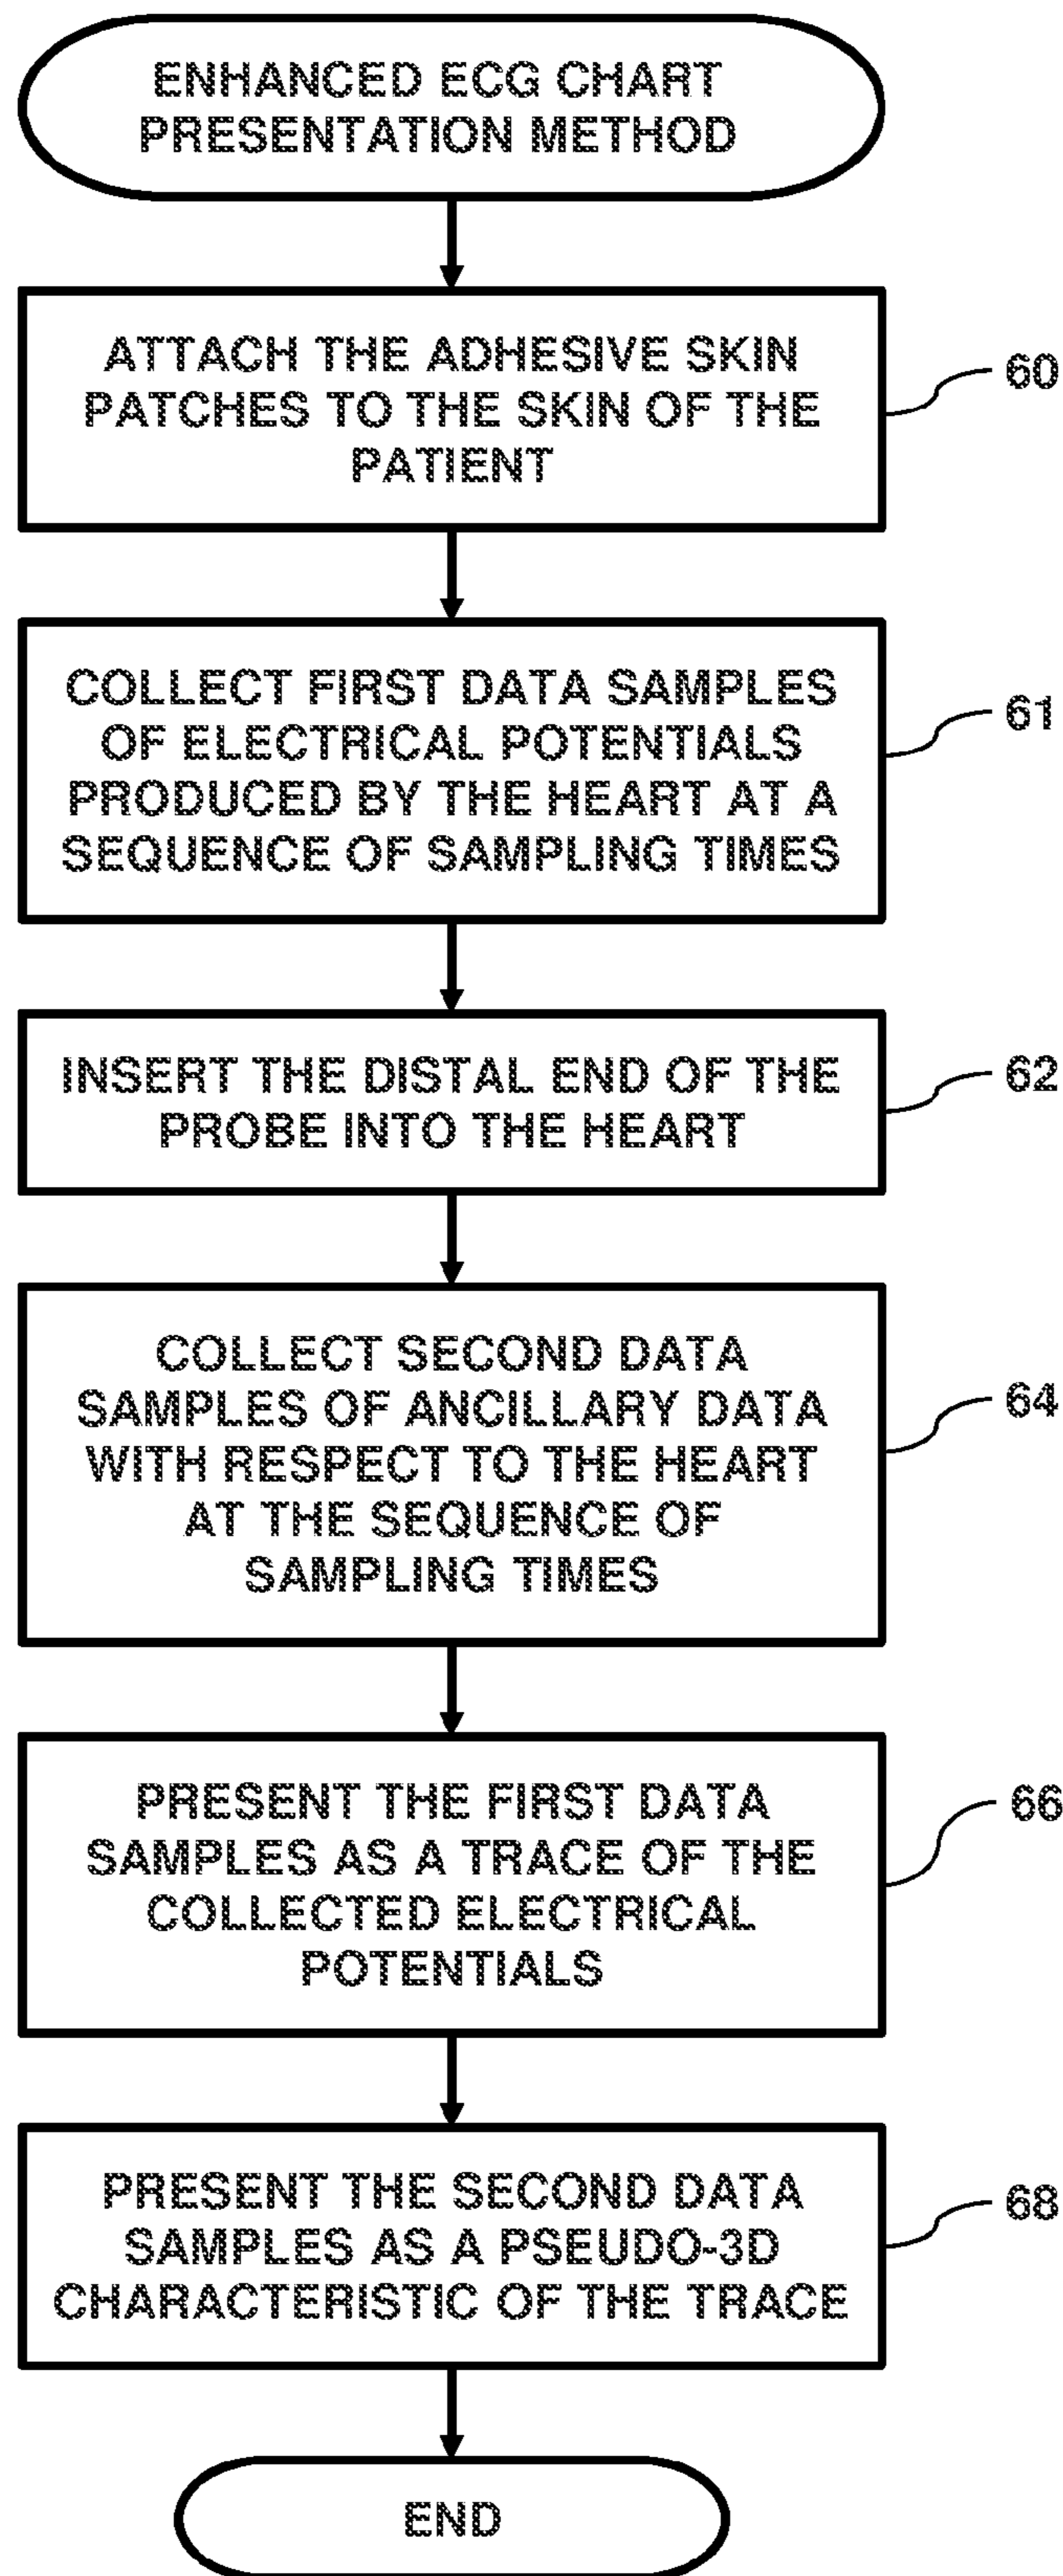 ENHANCED ECG CHART
PRESENTATION METHOD
ATTACH THE ADHESIVE SKIN
PATCHES TO THE SKIN OF THE
PATIENT
60
COLLECT FIRST DATA SAMPLES
OF ELECTRICAL POTENTIALS
PRODUCED BY THE HEART AT A
SEQUENCE OF SAMPLING TIMES
61
INSERT THE DISTAL END OF THE
PROBE INTO THE HEART
62
COLLECT SECOND DATA
SAMPLES OF ANCILLARY DATA
WITH RESPECT TO THE HEART
AT THE SEQUENCE OF
SAMPLING TIMES
64
PRESENT THE FIRST DATA
SAMPLES AS A TRACE OF THE
COLLECTED ELECTRICAL
POTENTIALS
66
PRESENT THE SECOND DATA
SAMPLES AS A PSEUDO-3D
CHARACTERISTIC OF THE TRACE
68
END